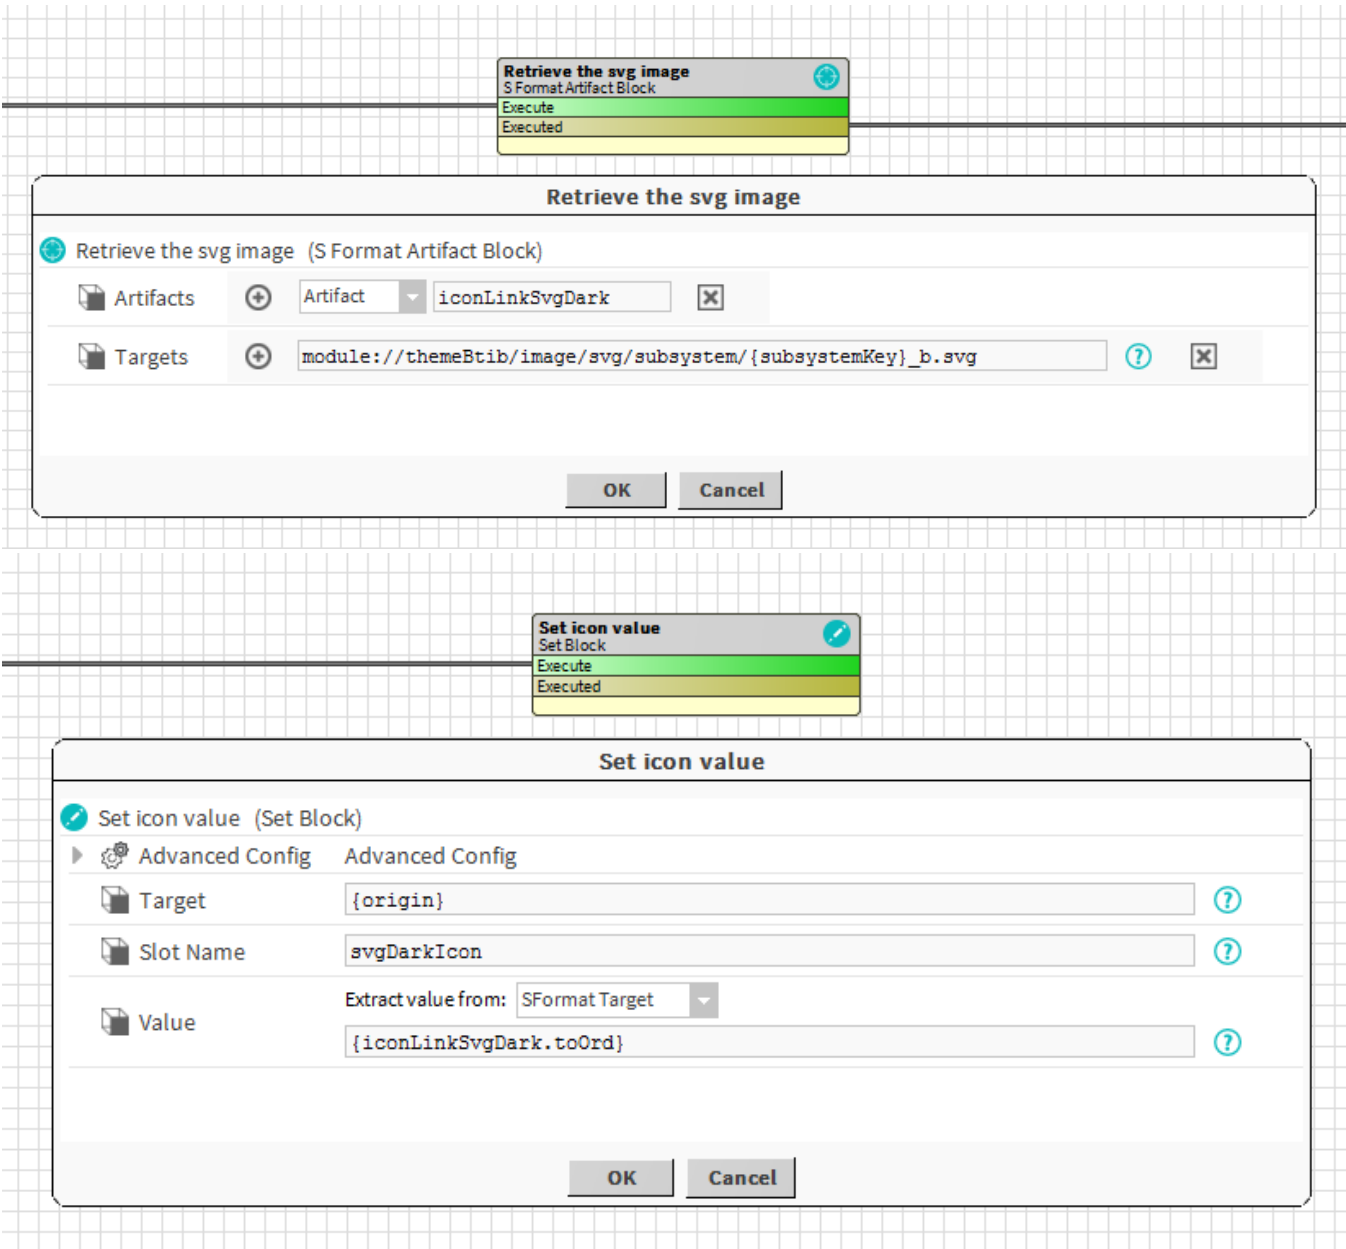 Retrieve the svg image
S Format Artifact Block
Execute
Executed
Retrieve the svg image
Retrieve the svg image (S Format Artifact Block)
Artifacts Artifact iconLinkSvgDark
Targets module://themeBtib/image/svg/subsystem/{subsystemKey}_b.svg ?
OK Cancel
Set icon value
Set Block
Execute
Executed
Set icon value
Set icon value (Set Block)
Advanced Config Advanced Config
Target {origin} ?
Slot Name svgDarkIcon ?
Extract value from: SFormat Target
Value
{iconLinkSvgDark.toOrd} ?
OK Cancel